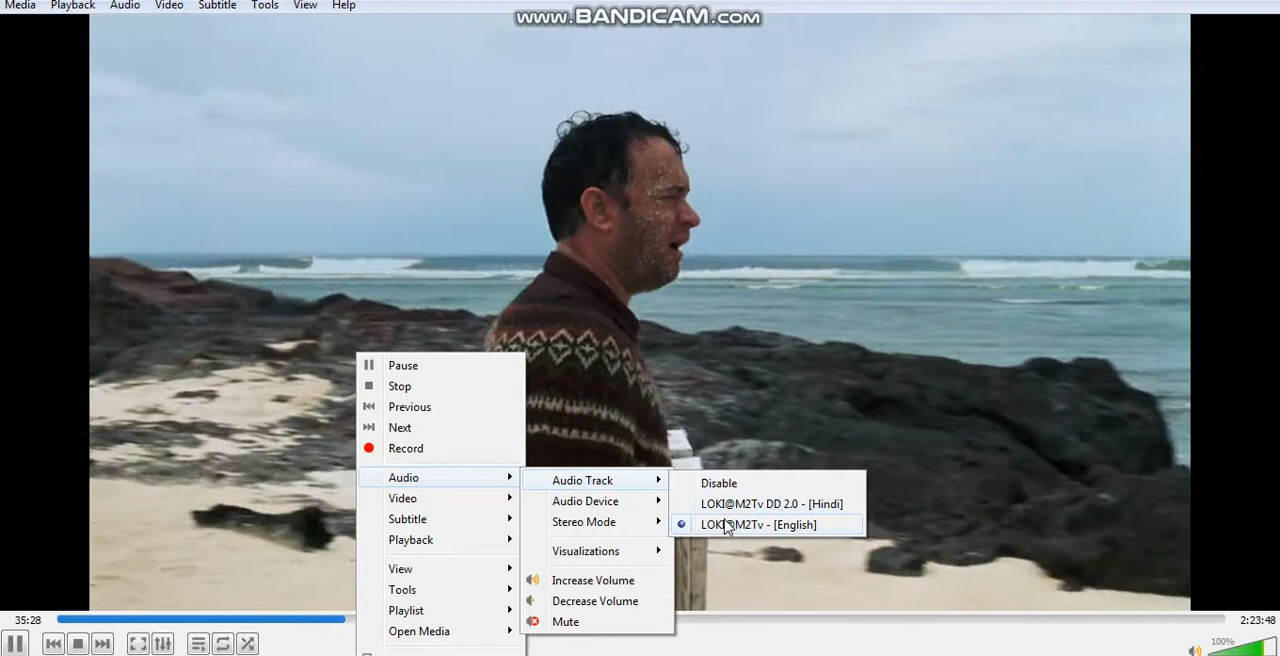 Media Playback Audio Video Subtitle Tools View Help
www.BANDICAM.com
Pause
Stop
Previous
Next
Record
Audio
Video
Subtitle
Playback
View
Tools
Playlist
Open Media
Audio Track
Audio Device
Stereo Mode
Visualizations
Increase Volume
Decrease Volume
Mute
Disable
LOKI@M2Tv DD 2.0 - [Hindi]
LOKI@M2Tv - [English]
35:28
2:23:48
100%